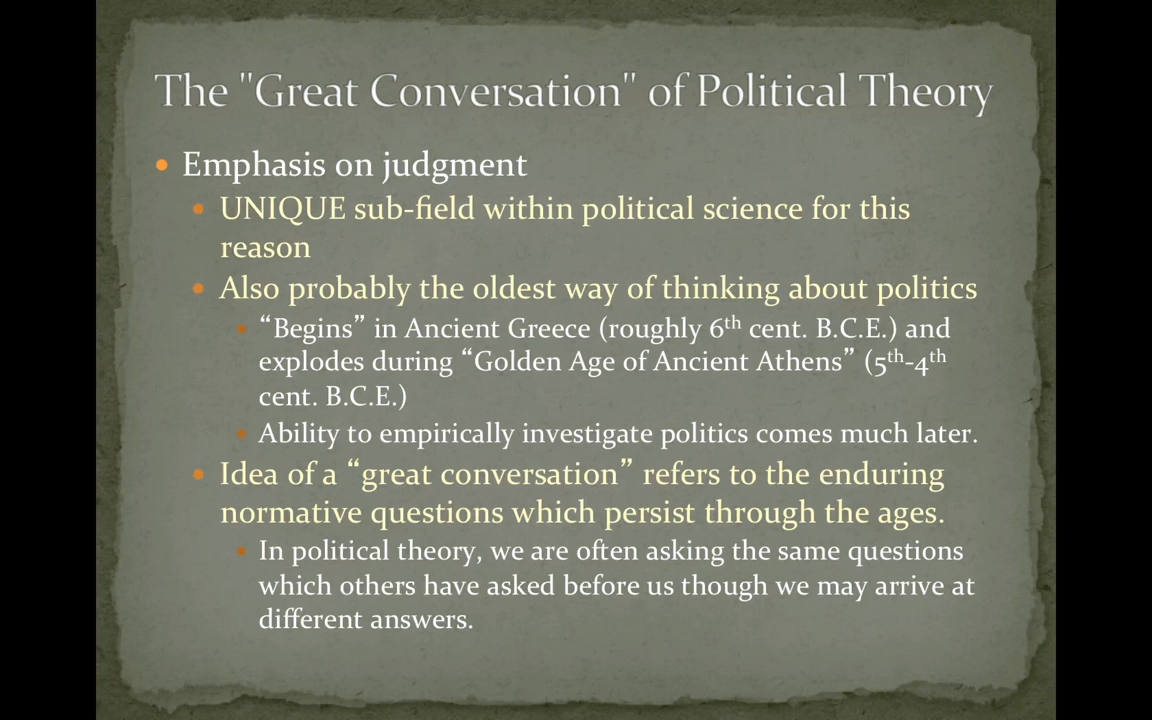 The "Great Conversation" of Political Theory
• Emphasis on judgment
• UNIQUE sub-field within political science for this
reason
• Also probably the oldest way of thinking about politics
▪ “Begins” in Ancient Greece (roughly 6th cent. B.C.E.) and
explodes during “Golden Age of Ancient Athens” (5th-4th
cent. B.C.E.)
▪ Ability to empirically investigate politics comes much later.
• Idea of a “great conversation” refers to the enduring
normative questions which persist through the ages.
▪ In political theory, we are often asking the same questions
which others have asked before us though we may arrive at
different answers.